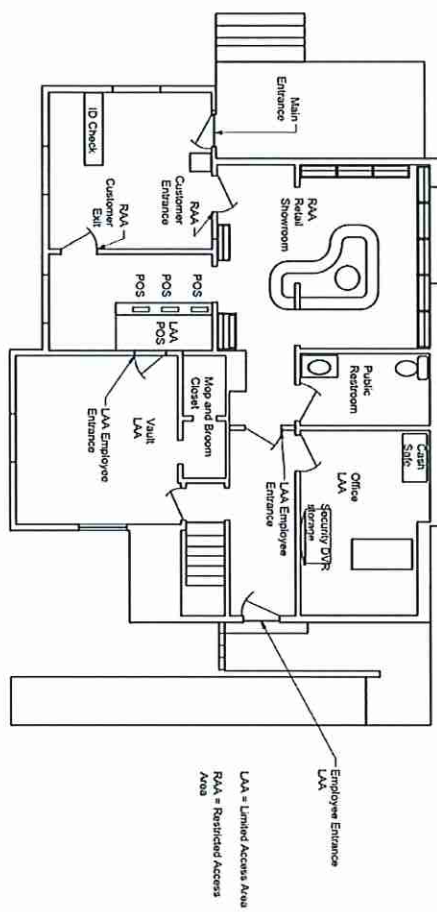 Main
Entrance
ID Check
RAA
Customer
Entrance
RAA
Customer
Exit
RAA
Retail
Showroom
POS
POS
POS
LAA
POS
Public
Restroom
Mop and Broom
Closet
Vault
LAA
LAA Employee
Entrance
LAA Employee
Entrance
Cash
Safe
Office
LAA
Security DVR
storage
Employee Entrance
LAA
LAA = Limited Access Area
RAA = Restricted Access
Area